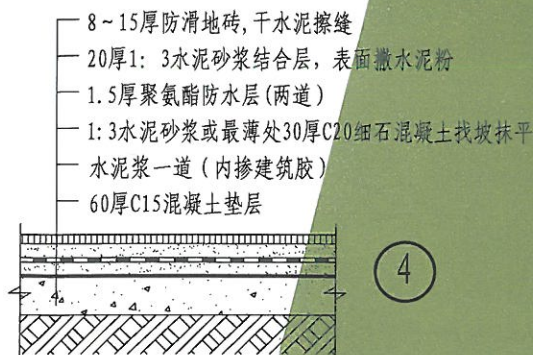 8~15厚防滑地砖,干水泥擦缝
20厚1: 3水泥砂浆结合层，表面撒水泥粉
1.5厚聚氨酯防水层(两道)
1:3水泥砂浆或最薄处30厚C20细石混凝土找坡抹平
水泥浆一道(内掺建筑胶)
60厚C15混凝土垫层
4